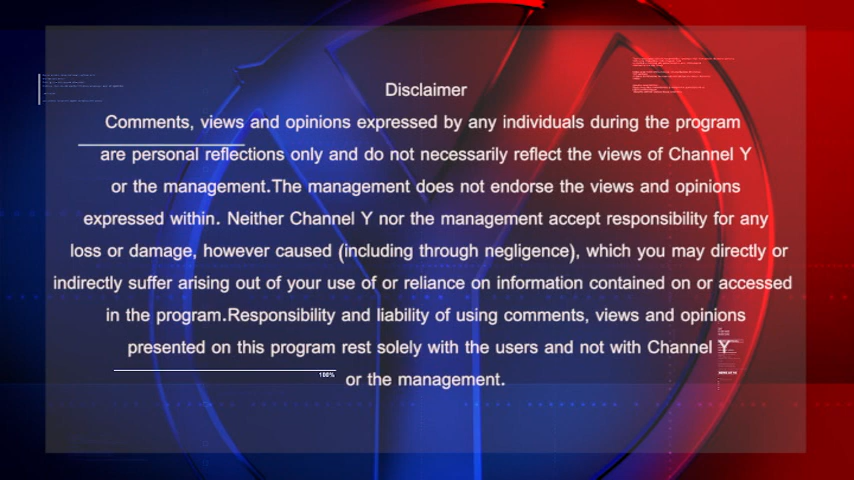 Disclaimer
Comments, views and opinions expressed by any individuals during the program
are personal reflections only and do not necessarily reflect the views of Channel Y
or the management.The management does not endorse the views and opinions
expressed within. Neither Channel Y nor the management accept responsibility for any
loss or damage, however caused (including through negligence), which you may directly or
indirectly suffer arising out of your use of or reliance on information contained on or accessed
in the program.Responsibility and liability of using comments, views and opinions
presented on this program rest solely with the users and not with Channel Y
100%
or the management.